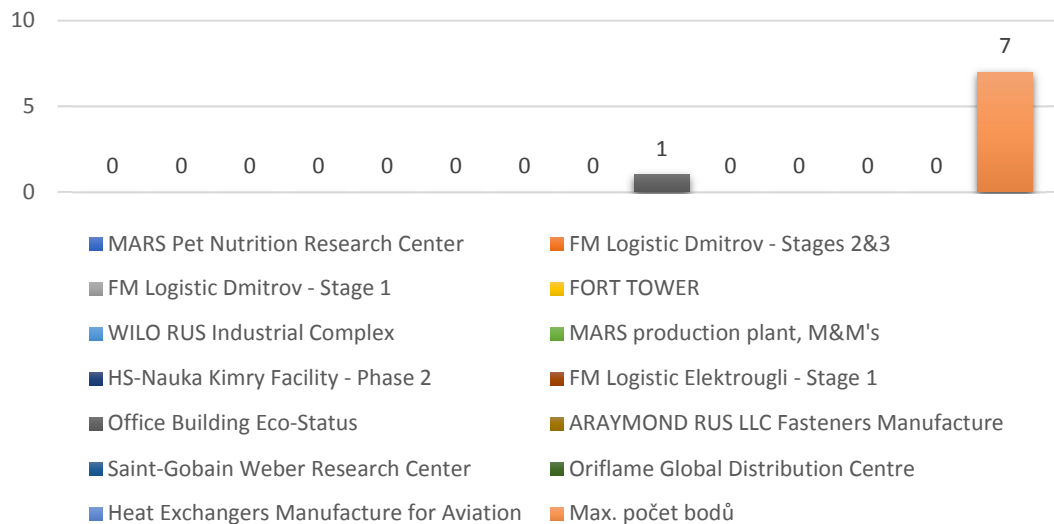 10
7
5
1
0 0 0 0 0 0 0 0 0 0 0 0
0
MARS Pet Nutrition Research Center
FM Logistic Dmitrov - Stages 2&3
FM Logistic Dmitrov - Stage 1
FORT TOWER
WILO RUS Industrial Complex
MARS production plant, M&M's
HS-Nauka Kimry Facility - Phase 2
FM Logistic Elektrougli - Stage 1
Office Building Eco-Status
ARAYMOND RUS LLC Fasteners Manufacture
Saint-Gobain Weber Research Center
Oriflame Global Distribution Centre
Heat Exchangers Manufacture for Aviation
Max. počet bodů